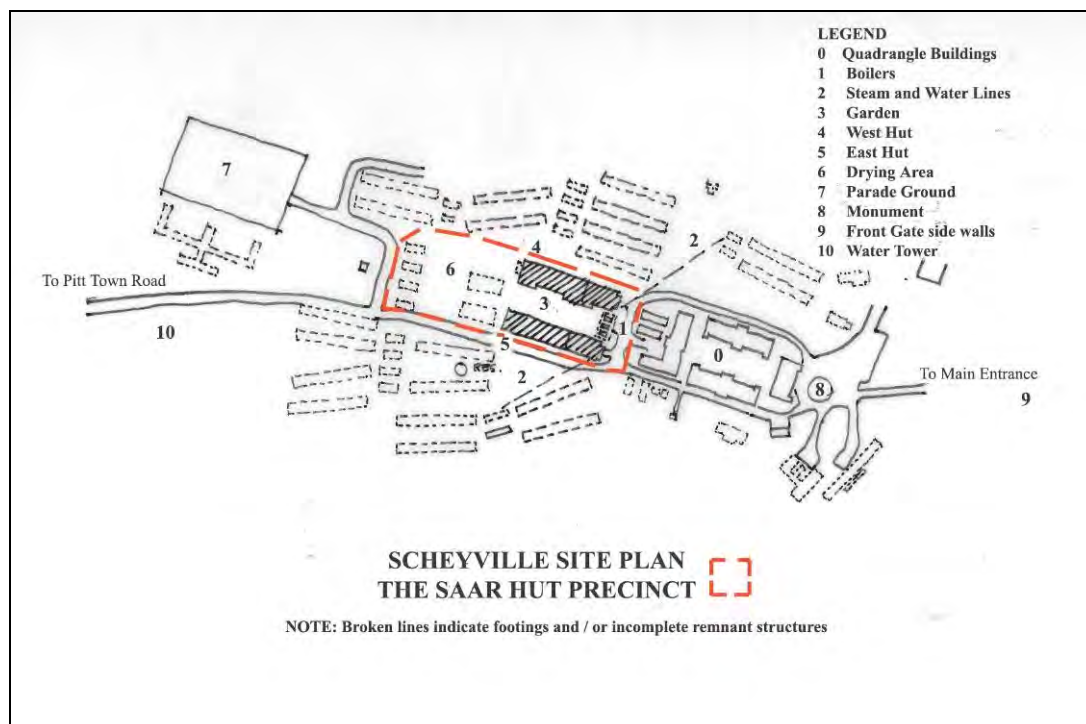 LEGEND
0 Quadrangle Buildings
1 Boilers
2 Steam and Water Lines
3 Garden
4 West Hut
5 East Hut
6 Drying Area
7 Parade Ground
8 Monument
9 Front Gate side walls
10 Water Tower
7
2
4
To Pitt Town Road
6
3
10
1
5
0
2
To Main Entrance
8
9
SCHEYVILLE SITE PLAN
THE SAAR HUT PRECINCT
NOTE: Broken lines indicate footings and / or incomplete remnant structures